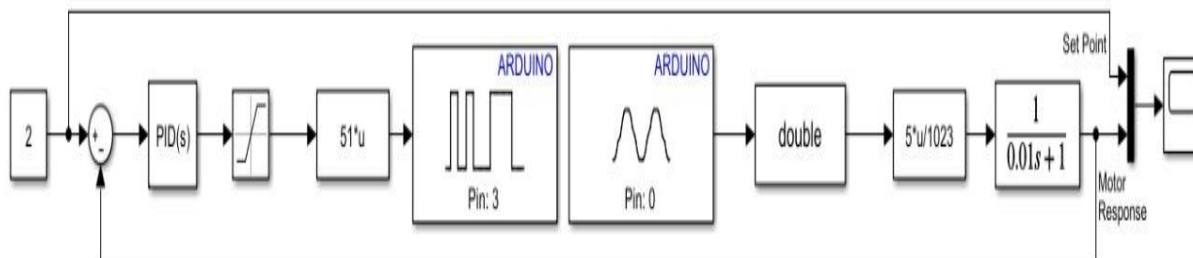 Set Point
2
+
-
PID(s)
51*u
ARDUINO
Pin: 3
ARDUINO
Pin: 0
double
5*u/1023
1
0.01s+1
Motor
Response